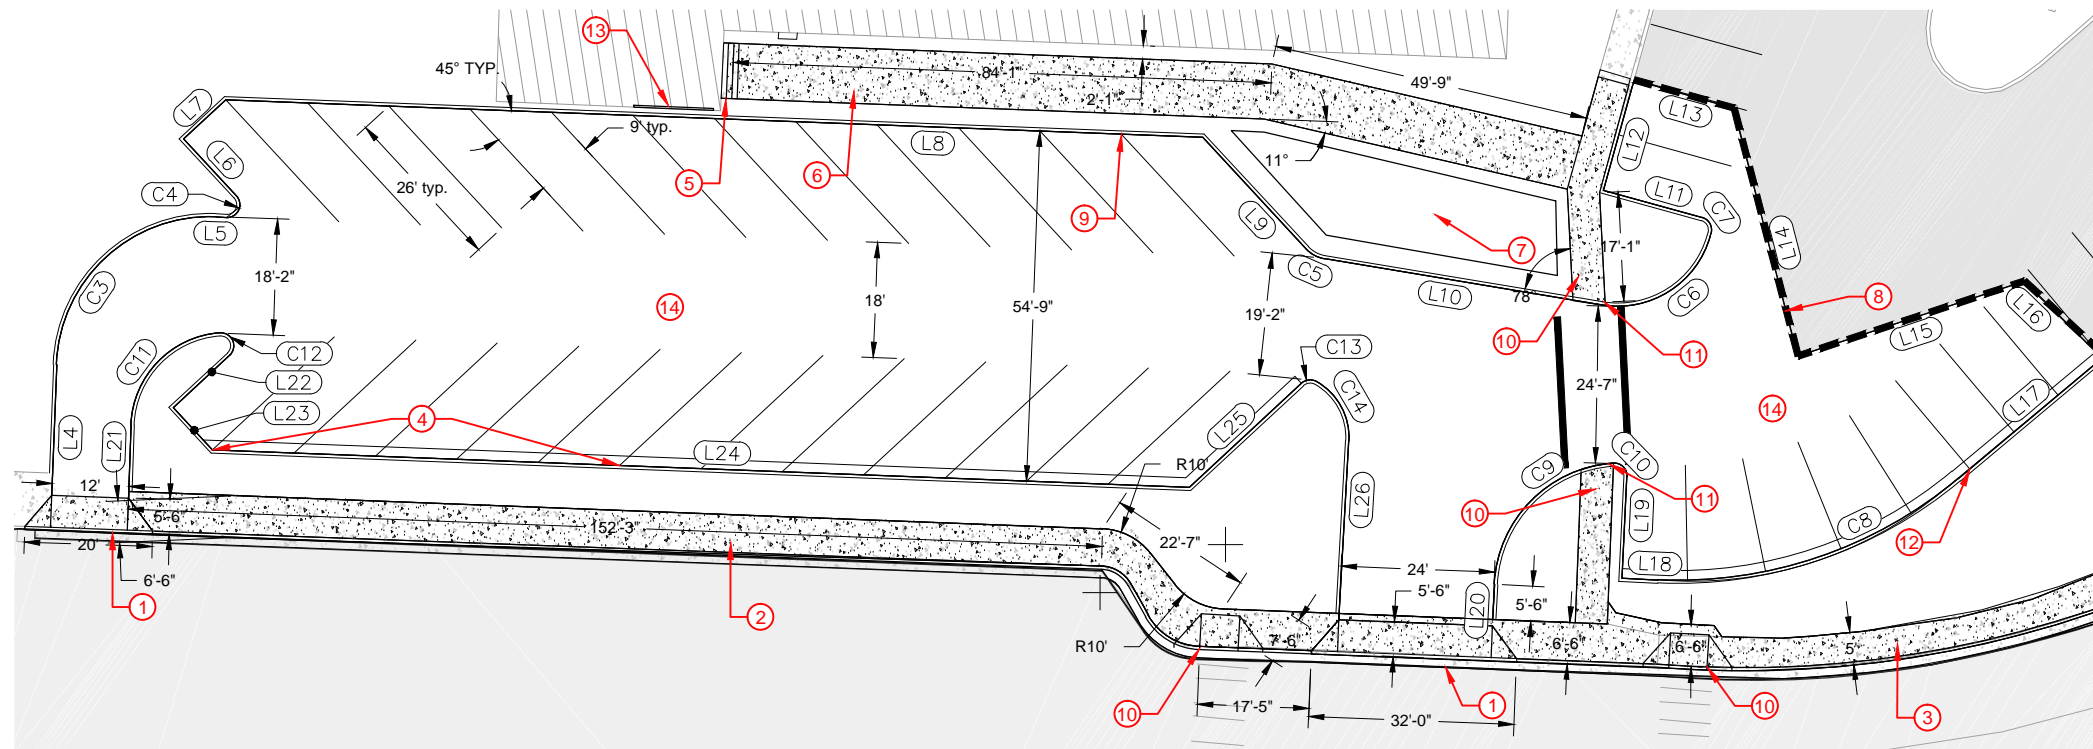 13
45° TYP.
84'-1"
2'-1"
49'-9"
L7
9' typ.
L8
L13
L12
5
6
11°
L6
26' typ.
C4
9
L11
C7
L5
L9
7
17'-1"
L14
18'-2"
C3
14
18'
54'-9"
19'-2"
C5
L10
78°
C6
8
L16
10
11
L15
C11
C12
C13
L22
24'-7"
L23
4
C14
14
L17
L4
L21
L24
L25
R10'
C9
C10
12'
5'-6"
152'-3"
L26
10
11
L19
C8
12
20'
6'-6"
22'-7"
24'
5'-6"
L20
5'-6"
L18
1
2
R10'
7'-6"
6'-6"
6'-6"
5'
10
17'-5"
32'-0"
1
10
3